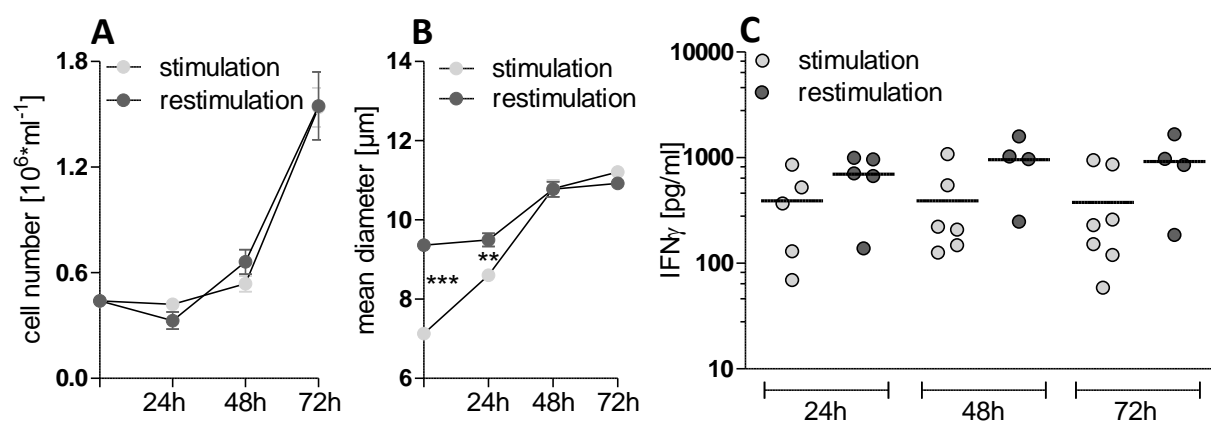 A
stimulation
restimulation
cell number [10⁶*ml⁻¹]
1.8
1.2
0.6
0.0
24h 48h 72h
B
stimulation
restimulation
mean diameter [µm]
14
12
10
8
6
***
**
24h 48h 72h
C
stimulation
restimulation
IFNγ [pg/ml]
10000
1000
100
10
24h 48h 72h